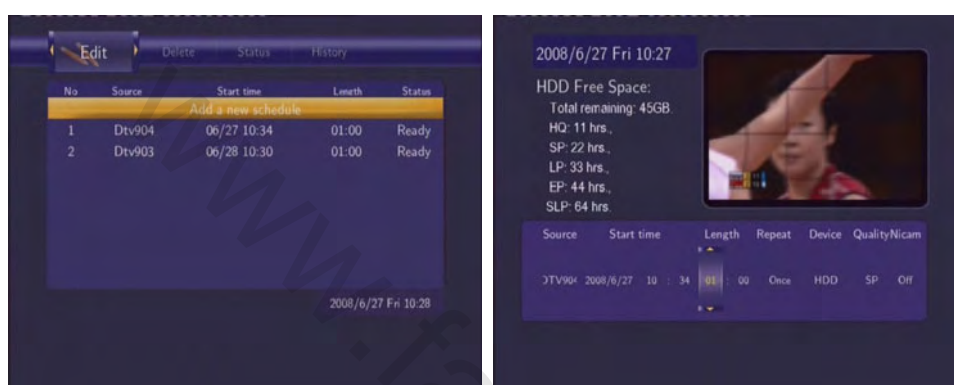 Edit Delete Status History
No Source Start time Length Status
Add a new schedule
1 Dtv904 06/27 10:34 01:00 Ready
2 Dtv903 06/28 10:30 01:00 Ready
2008/6/27 Fri 10:28
2008/6/27 Fri 10:27
HDD Free Space:
Total remaining: 45GB.
HQ: 11 hrs.,
SP: 22 hrs.,
LP: 33 hrs.,
EP: 44 hrs.,
SLP: 64 hrs.
Source Start time Length Repeat Device Quality Nicam
2008/6/27 10 : 34 01 : 00 Once HDD SP Off
www.fa